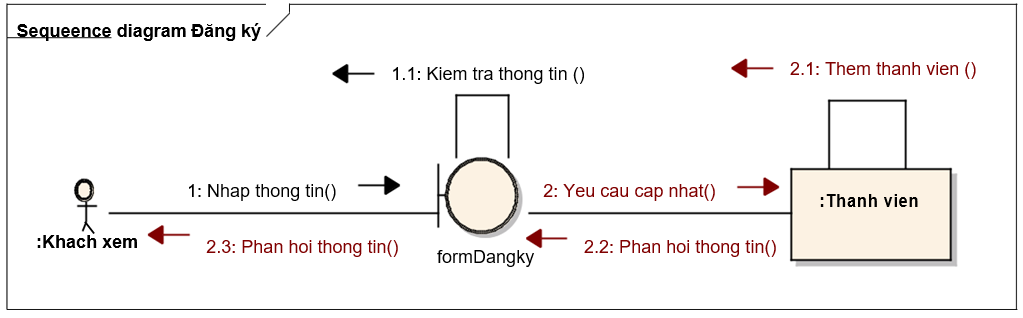 Sequeence diagram Đăng ký
1.1: Kiem tra thong tin ()
2.1: Them thanh vien ()
1: Nhap thong tin()
2: Yeu cau cap nhat()
:Thanh vien
:Khach xem
2.3: Phan hoi thong tin()
formDangky
2.2: Phan hoi thong tin()